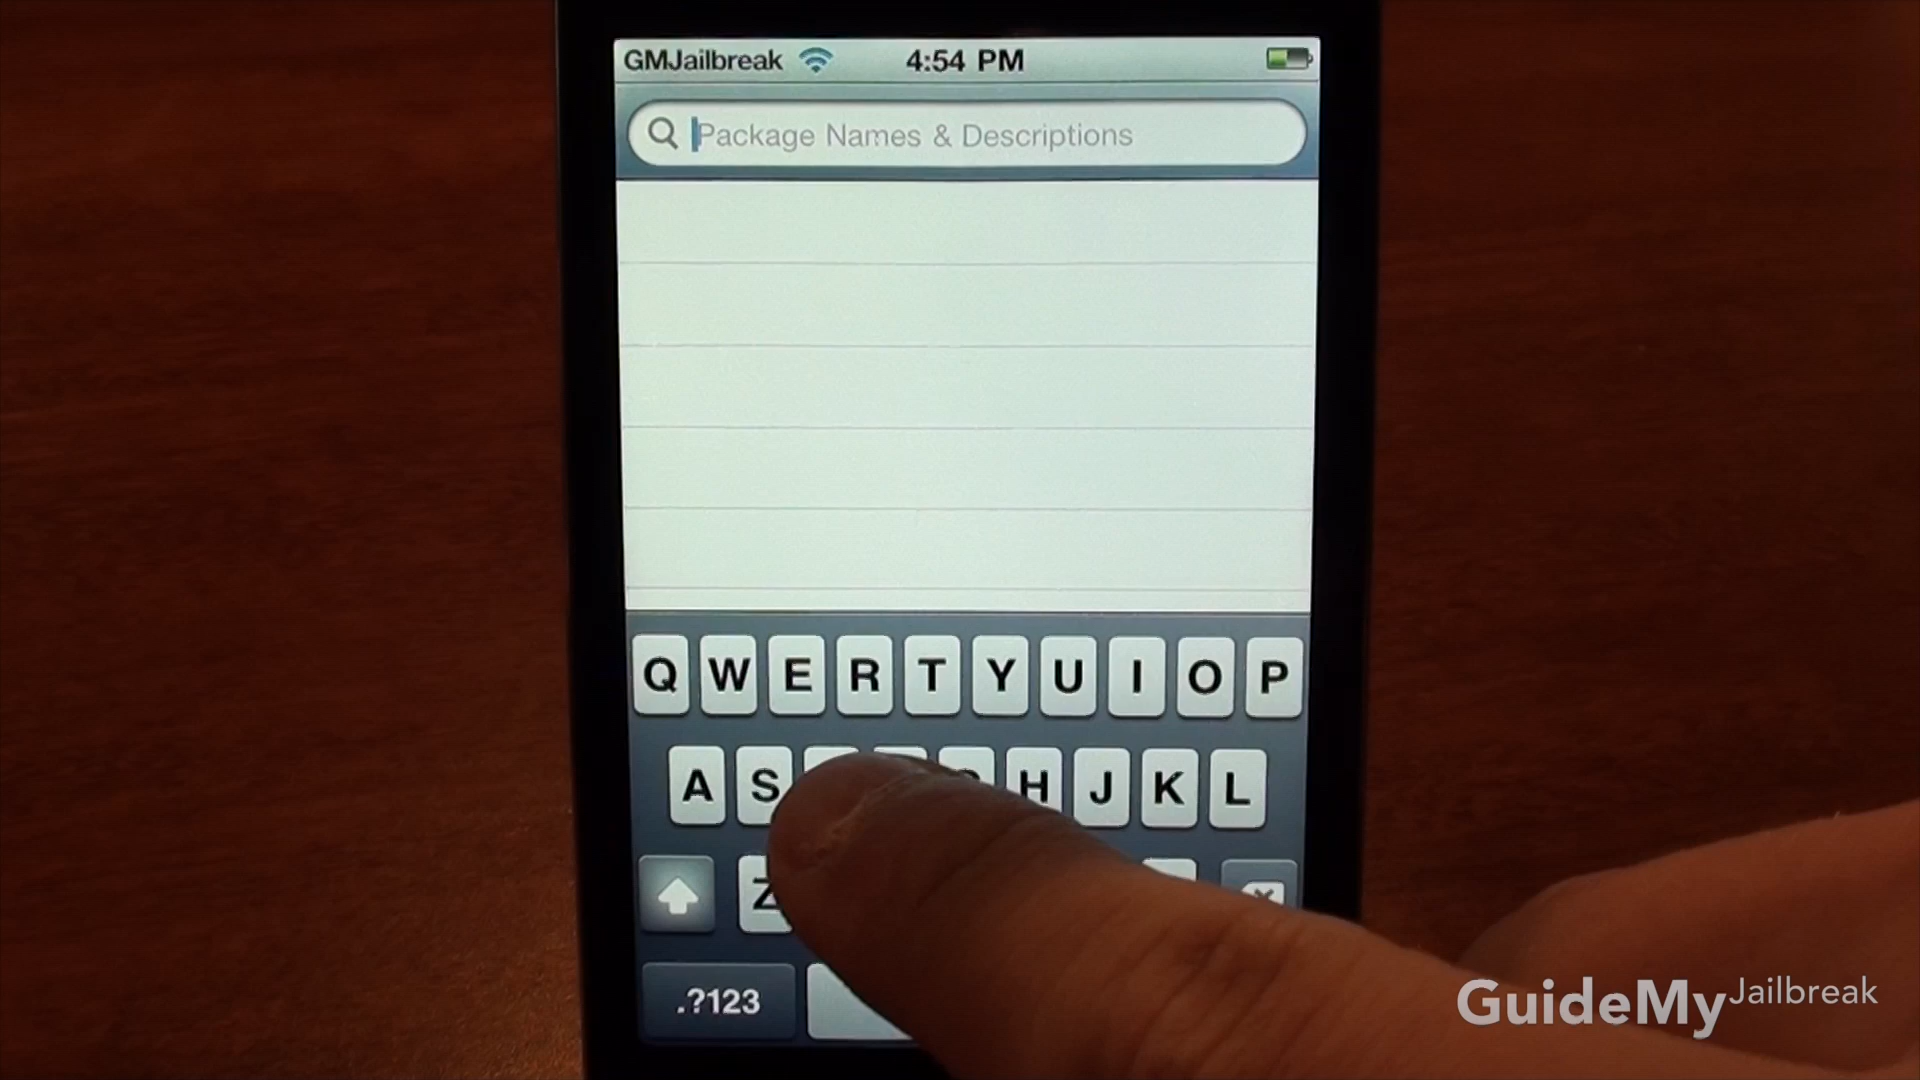 GMJailbreak 4:54 PM
Package Names & Descriptions
Q W E R T Y U I O P
A S H J K L
Z
.?123
GuideMyJailbreak